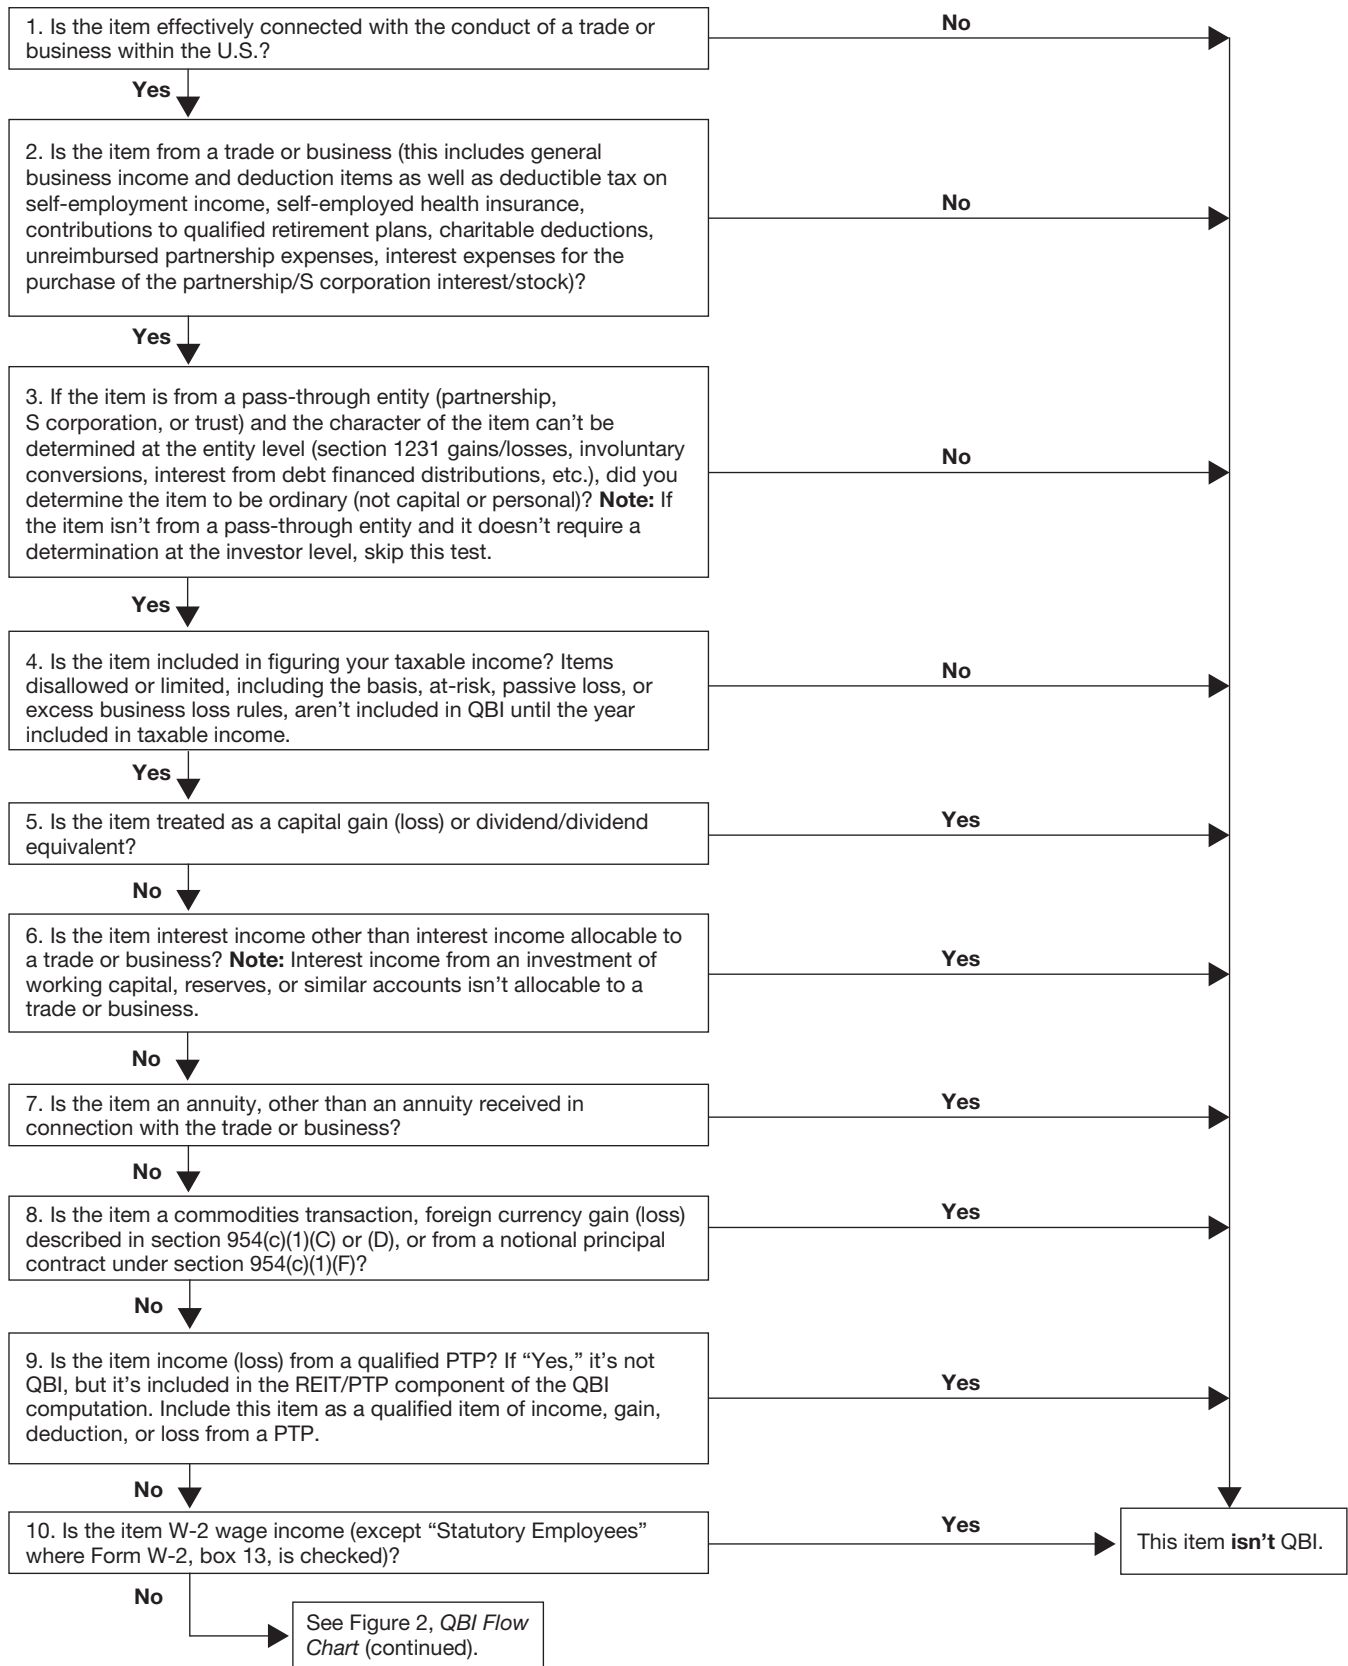 1. Is the item effectively connected with the conduct of a trade or
business within the U.S.?
No
Yes
2. Is the item from a trade or business (this includes general
business income and deduction items as well as deductible tax on
self-employment income, self-employed health insurance,
contributions to qualified retirement plans, charitable deductions,
unreimbursed partnership expenses, interest expenses for the
purchase of the partnership/S corporation interest/stock)?
No
Yes
3. If the item is from a pass-through entity (partnership,
S corporation, or trust) and the character of the item can’t be
determined at the entity level (section 1231 gains/losses, involuntary
conversions, interest from debt financed distributions, etc.), did you
determine the item to be ordinary (not capital or personal)? Note: If
the item isn’t from a pass-through entity and it doesn’t require a
determination at the investor level, skip this test.
No
Yes
4. Is the item included in figuring your taxable income? Items
disallowed or limited, including the basis, at-risk, passive loss, or
excess business loss rules, aren’t included in QBI until the year
included in taxable income.
No
Yes
5. Is the item treated as a capital gain (loss) or dividend/dividend
equivalent?
Yes
No
6. Is the item interest income other than interest income allocable to
a trade or business? Note: Interest income from an investment of
working capital, reserves, or similar accounts isn’t allocable to a
trade or business.
Yes
No
7. Is the item an annuity, other than an annuity received in
connection with the trade or business?
Yes
No
8. Is the item a commodities transaction, foreign currency gain (loss)
described in section 954(c)(1)(C) or (D), or from a notional principal
contract under section 954(c)(1)(F)?
Yes
No
9. Is the item income (loss) from a qualified PTP? If “Yes,” it’s not
QBI, but it’s included in the REIT/PTP component of the QBI
computation. Include this item as a qualified item of income, gain,
deduction, or loss from a PTP.
Yes
No
10. Is the item W-2 wage income (except “Statutory Employees”
where Form W-2, box 13, is checked)?
Yes
This item isn’t QBI.
No
See Figure 2, QBI Flow
Chart (continued).